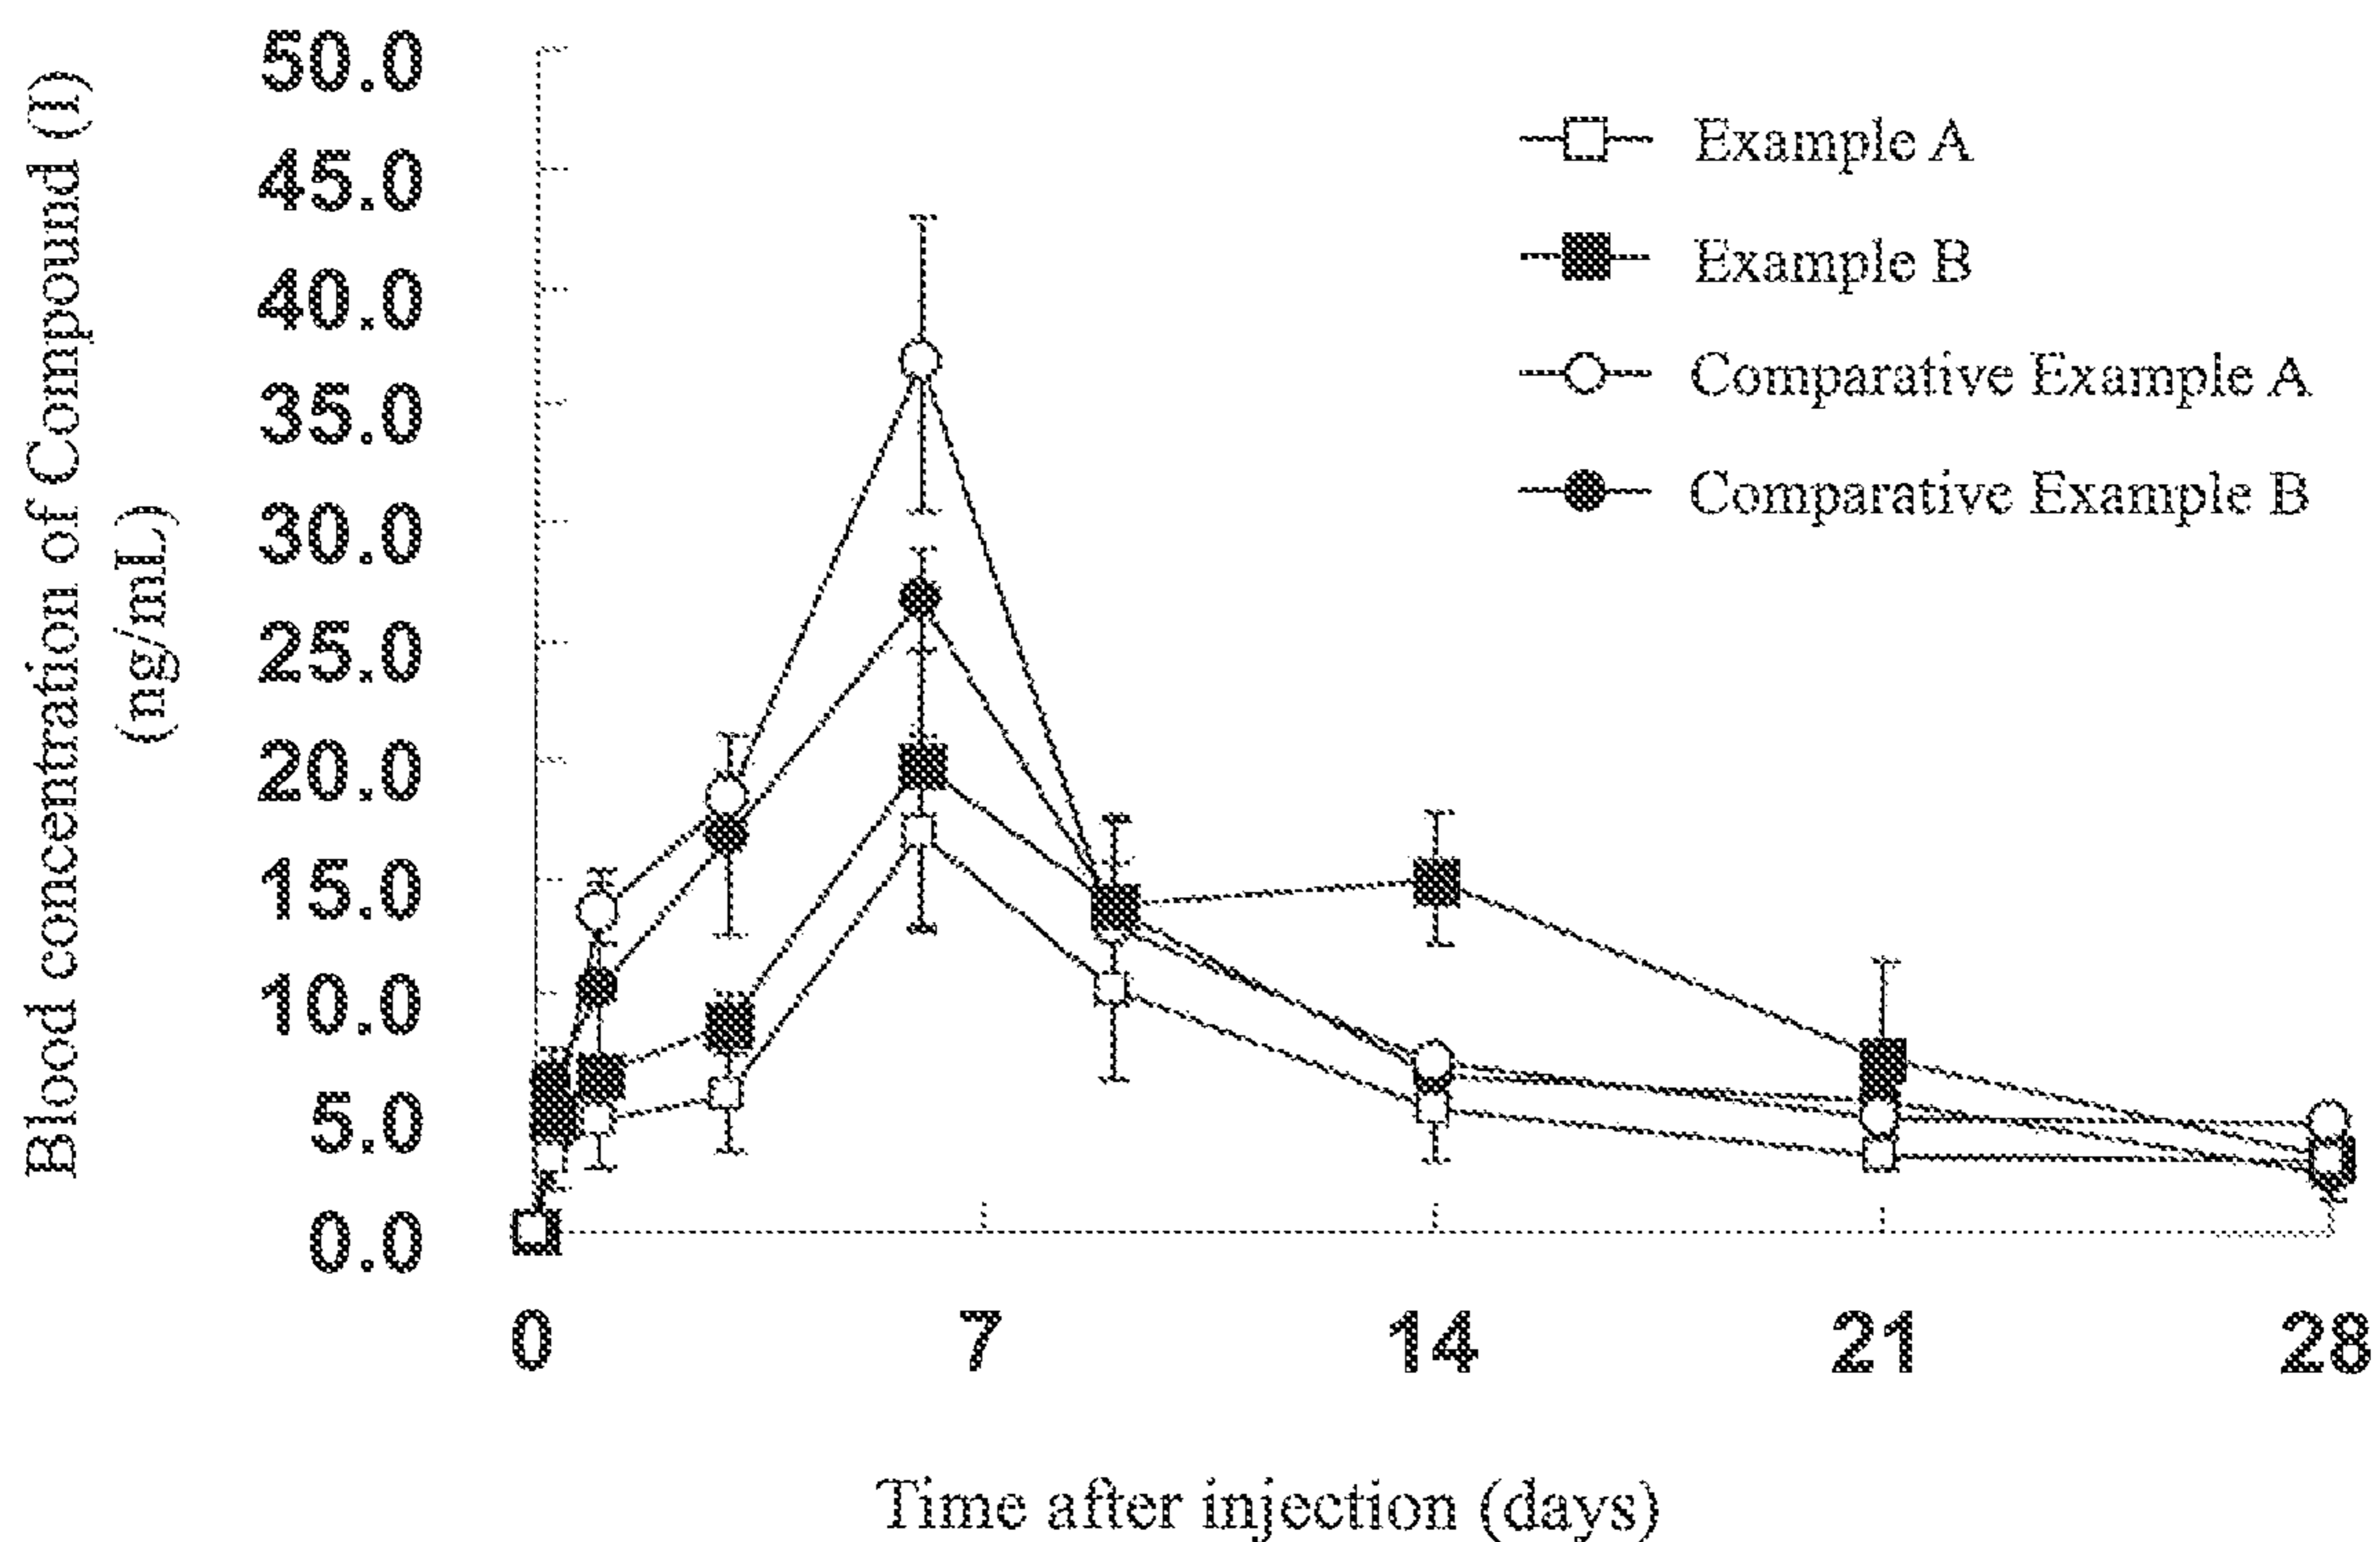 Blood concentration of Compound (I)
(ng/mL)
50.0
45.0
40.0
35.0
30.0
25.0
20.0
15.0
10.0
5.0
0.0
Example A
Example B
Comparative Example A
Comparative Example B
0 7 14 21 28
Time after injection (days)